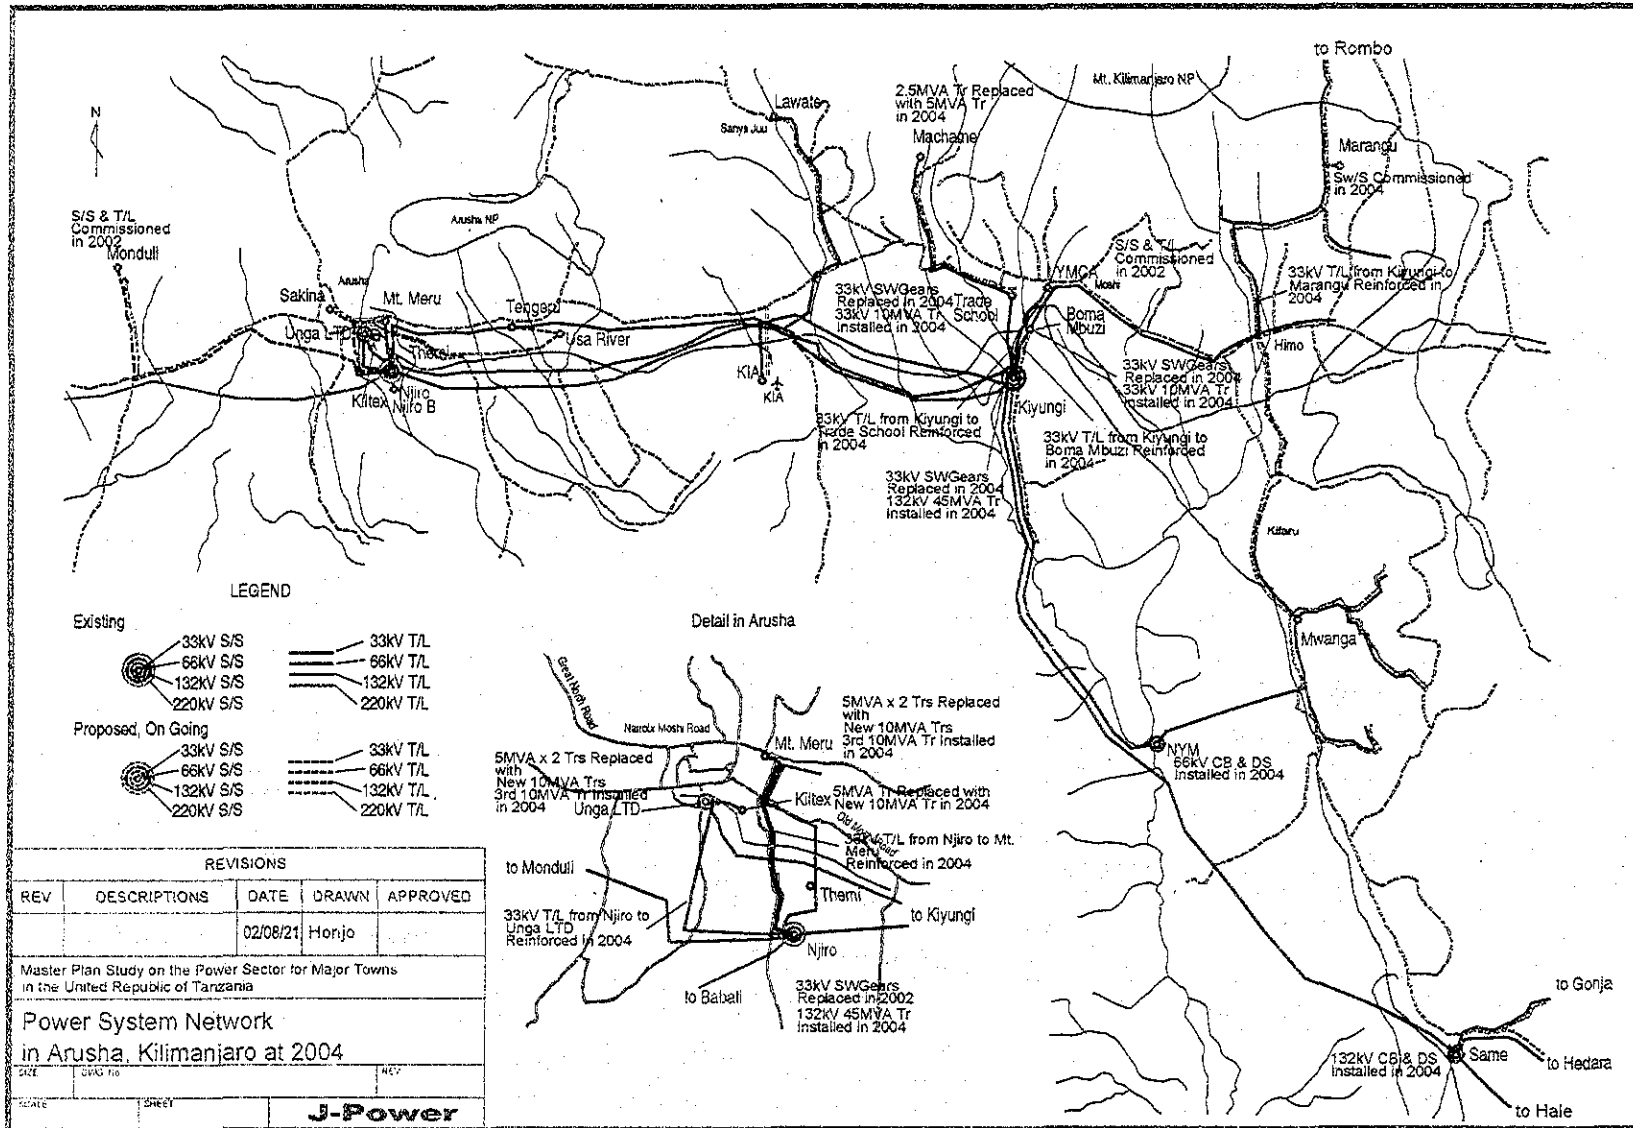 to Rombo
Mt. Kilimanjaro NP
2.5MVA Tr Replaced
with 5MVA Tr
in 2004
Machame
Lawate
Sanya Juu
N
Marangu
Sw/S Commissioned
in 2004
S/S & T/L
Commissioned
in 2002
Monduli
Arusha NP
S/S & T/L
Commissioned
in 2002
YMCA
Moshi
33kV T/L from Kiyungi to
Marangu Reinforced in
2004
Arusha
Sakina
Mt. Meru
Tengeru
Unga LTD
Themi
Usa River
33kV SWGears
Replaced in 2004
33kV 10MVA Tr
Installed in 2004
Trade
School
Boma
Mbuzi
Himo
33kV SWGears
Replaced in 2004
33kV 10MVA Tr
Installed in 2004
Kiltex
Njiro
Njiro B
KIA
KIA
Kiyungi
33kV T/L from Kiyungi to
Trade School Reinforced
in 2004
33kV T/L from Kiyungi to
Boma Mbuzi Reinforced
in 2004
33kV SWGears
Replaced in 2004
132kV 45MVA Tr
Installed in 2004
Kifaru
Mwanga
NYM
66kV CB & DS
Installed in 2004
to Gonja
Same
132kV CB & DS
Installed in 2004
to Hedara
to Hale
LEGEND
Existing
33kV S/S
33kV T/L
66kV S/S
66kV T/L
132kV S/S
132kV T/L
220kV S/S
220kV T/L
Proposed, On Going
33kV S/S
33kV T/L
66kV S/S
66kV T/L
132kV S/S
132kV T/L
220kV S/S
220kV T/L
Detail in Arusha
Great North Road
Nairobi Moshi Road
Mt. Meru
5MVA x 2 Trs Replaced
with
New 10MVA Trs
3rd 10MVA Tr Installed
in 2004
5MVA x 2 Trs Replaced
with
New 10MVA Trs
3rd 10MVA Tr Installed
in 2004
Unga LTD
Kiltex
5MVA Tr Replaced with
New 10MVA Tr in 2004
Old Moshi Road
33kV T/L from Njiro to Mt.
Meru
Reinforced in 2004
to Monduli
Themi
to Kiyungi
33kV T/L from Njiro to
Unga LTD
Reinforced in 2004
Njiro
to Babati
33kV SWGears
Replaced in 2002
132kV 45MVA Tr
Installed in 2004
REVISIONS
REV DESCRIPTIONS DATE DRAWN APPROVED
02/08/21 Honjo
Master Plan Study on the Power Sector for Major Towns
in the United Republic of Tanzania
Power System Network
in Arusha, Kilimanjaro at 2004
SIZE DWG No REV
SCALE SHEET
J-Power